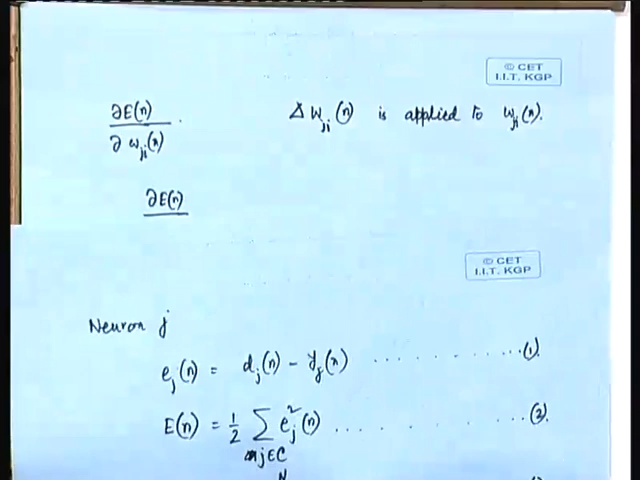 © CET
I.I.T. KGP
∂E(n) / ∂ w_ji(n) . Δ W_ji (n) is applied to w_ji(n).
∂E(n)
© CET
I.I.T. KGP
Neuron j
e_j(n) = d_j(n) - y_j(n) ..........(1).
E(n) = 1/2 Σ e_j^2(n) ..........(2).
j∈C
N